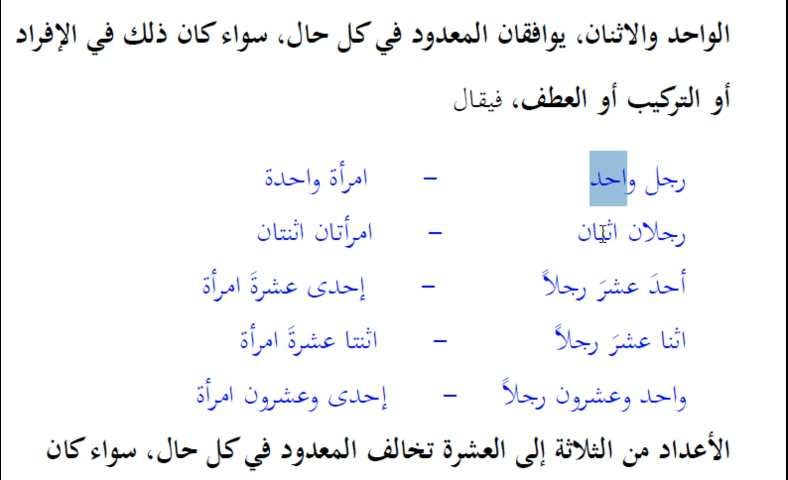 الواحد والاثنان، يوافقان المعدود في كل حال، سواء كان ذلك في الإفراد
أو التركيب أو العطف، فيقال
رجل واحد – امرأة واحدة
رجلان اثنان – امرأتان اثنتان
أحدَ عشرَ رجلاً – إحدى عشرةَ امرأة
اثنا عشرَ رجلاً – اثنتا عشرةَ امرأة
واحد وعشرون رجلاً – إحدى وعشرون امرأة
الأعداد من الثلاثة إلى العشرة تخالف المعدود في كل حال، سواء كان